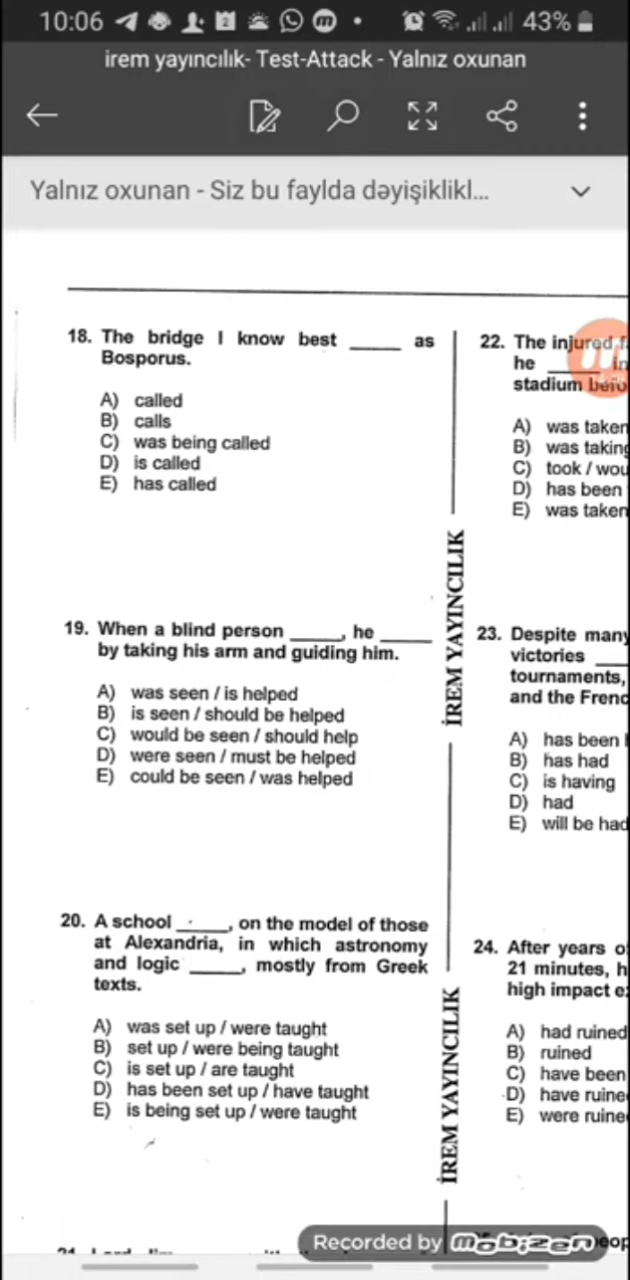 10:06 2 43%
irem yayıncılık- Test-Attack - Yalnız oxunan
Yalnız oxunan - Siz bu faylda dəyişiklikl...
18. The bridge I know best _____ as
Bosporus.
A) called
B) calls
C) was being called
D) is called
E) has called
19. When a blind person _____, he _____
by taking his arm and guiding him.
A) was seen / is helped
B) is seen / should be helped
C) would be seen / should help
D) were seen / must be helped
E) could be seen / was helped
20. A school _____, on the model of those
at Alexandria, in which astronomy
and logic _____, mostly from Greek
texts.
A) was set up / were taught
B) set up / were being taught
C) is set up / are taught
D) has been set up / have taught
E) is being set up / were taught
İREM YAYINCILIK
İREM YAYINCILIK
22. The injured
he _____ in
stadium
A) was taken
B) was taking
C) took / wou
D) has been
E) was taken
23. Despite many
victories
tournaments,
and the Frenc
A) has been
B) has had
C) is having
D) had
E) will be had
24. After years o
21 minutes, h
high impact
A) had ruined
B) ruined
C) have been
D) have ruine
E) were ruine
Recorded by mobizen